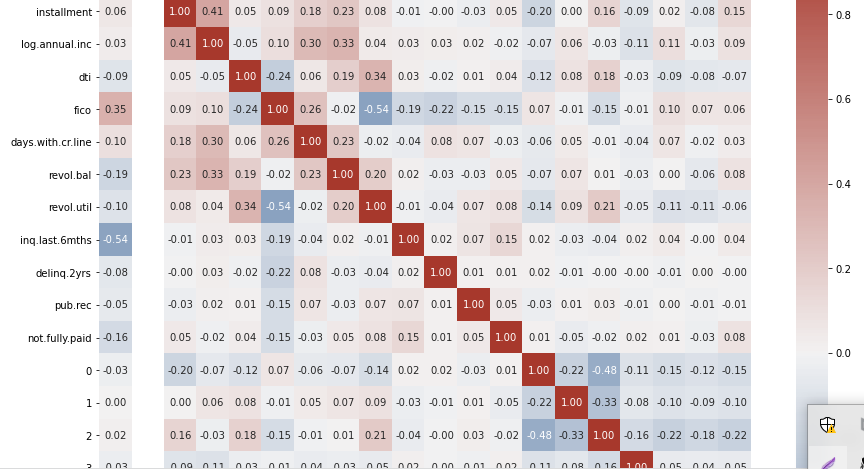 installment 0.06 1.00 0.41 0.05 0.09 0.18 0.23 0.08 -0.01 -0.00 -0.03 0.05 -0.20 0.00 0.16 -0.09 0.02 -0.08 0.15 0.8
log.annual.inc 0.03 0.41 1.00 -0.05 0.10 0.30 0.33 0.04 0.03 0.03 0.02 -0.02 -0.07 0.06 -0.03 -0.11 0.11 -0.03 0.09
dti -0.09 0.05 -0.05 1.00 -0.24 0.06 0.19 0.34 0.03 -0.02 0.01 0.04 -0.12 0.08 0.18 -0.03 -0.09 -0.08 -0.07
fico 0.35 0.09 0.10 -0.24 1.00 0.26 -0.02 -0.54 -0.19 -0.22 -0.15 -0.15 0.07 -0.01 -0.15 -0.01 0.10 0.07 0.06 0.6
days.with.cr.line 0.10 0.18 0.30 0.06 0.26 1.00 0.23 -0.02 -0.04 0.08 0.07 -0.03 -0.06 0.05 -0.01 -0.04 0.07 -0.02 0.03
revol.bal -0.19 0.23 0.33 0.19 -0.02 0.23 1.00 0.20 0.02 -0.03 -0.03 0.05 -0.07 0.07 0.01 -0.03 0.00 -0.06 0.08 0.4
revol.util -0.10 0.08 0.04 0.34 -0.54 -0.02 0.20 1.00 -0.01 -0.04 0.07 0.08 -0.14 0.09 0.21 -0.05 -0.11 -0.11 -0.06
inq.last.6mths -0.54 -0.01 0.03 0.03 -0.19 -0.04 0.02 -0.01 1.00 0.02 0.07 0.15 0.02 -0.03 -0.04 0.02 0.04 -0.00 0.04
delinq.2yrs -0.08 -0.00 0.03 -0.02 -0.22 0.08 -0.03 -0.04 0.02 1.00 0.01 0.01 0.02 -0.01 -0.00 -0.00 -0.01 0.00 -0.00 0.2
pub.rec -0.05 -0.03 0.02 0.01 -0.15 0.07 -0.03 0.07 0.07 0.01 1.00 0.05 -0.03 0.01 0.03 -0.01 0.00 -0.01 -0.01
not.fully.paid -0.16 0.05 -0.02 0.04 -0.15 -0.03 0.05 0.08 0.15 0.01 0.05 1.00 0.01 -0.05 -0.02 0.02 0.01 -0.03 0.08 0.0
0 -0.03 -0.20 -0.07 -0.12 0.07 -0.06 -0.07 -0.14 0.02 0.02 -0.03 0.01 1.00 -0.22 -0.48 -0.11 -0.15 -0.12 -0.15
1 0.00 0.00 0.06 0.08 -0.01 0.05 0.07 0.09 -0.03 -0.01 0.01 -0.05 -0.22 1.00 -0.33 -0.08 -0.10 -0.09 -0.10
2 0.02 0.16 -0.03 0.18 -0.15 -0.01 0.01 0.21 -0.04 -0.00 0.03 -0.02 -0.48 -0.33 1.00 -0.16 -0.22 -0.18 -0.22